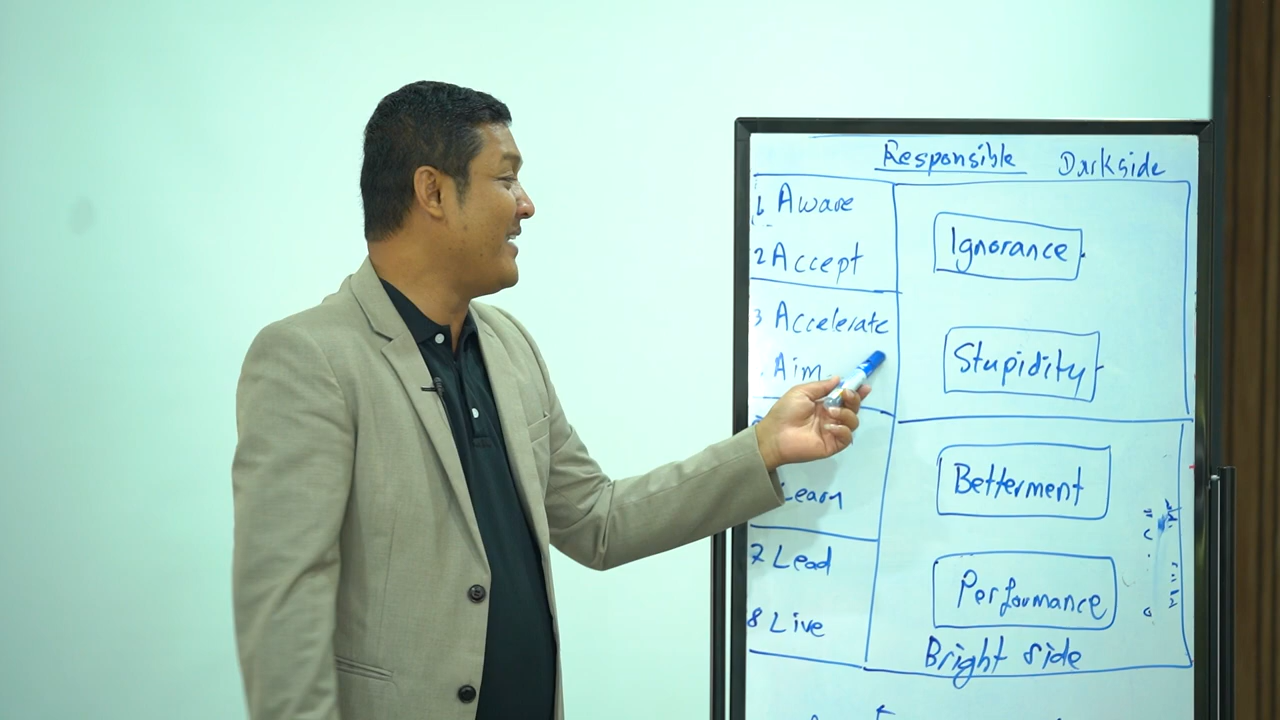 Responsible Darkside
1 Aware
2 Accept
3 Accelerate
Aim
Learn
7 Lead
8 Live
Ignorance
Stupidity
Betterment
Performance
Bright side